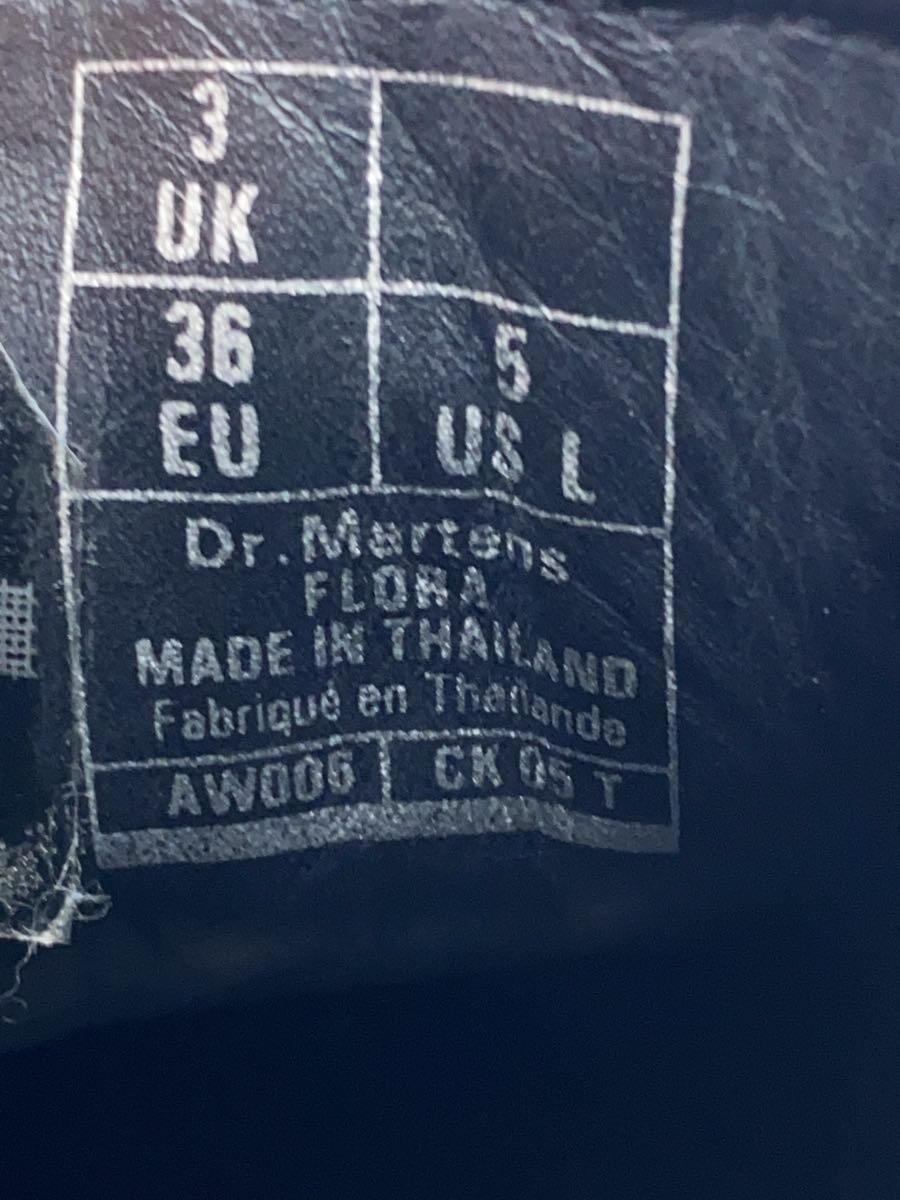 3
UK
36
EU
5
US L
Dr.Martens
FLORA
MADE IN THAILAND
Fabriqué en Thaïlande
AW006
CK 05 T